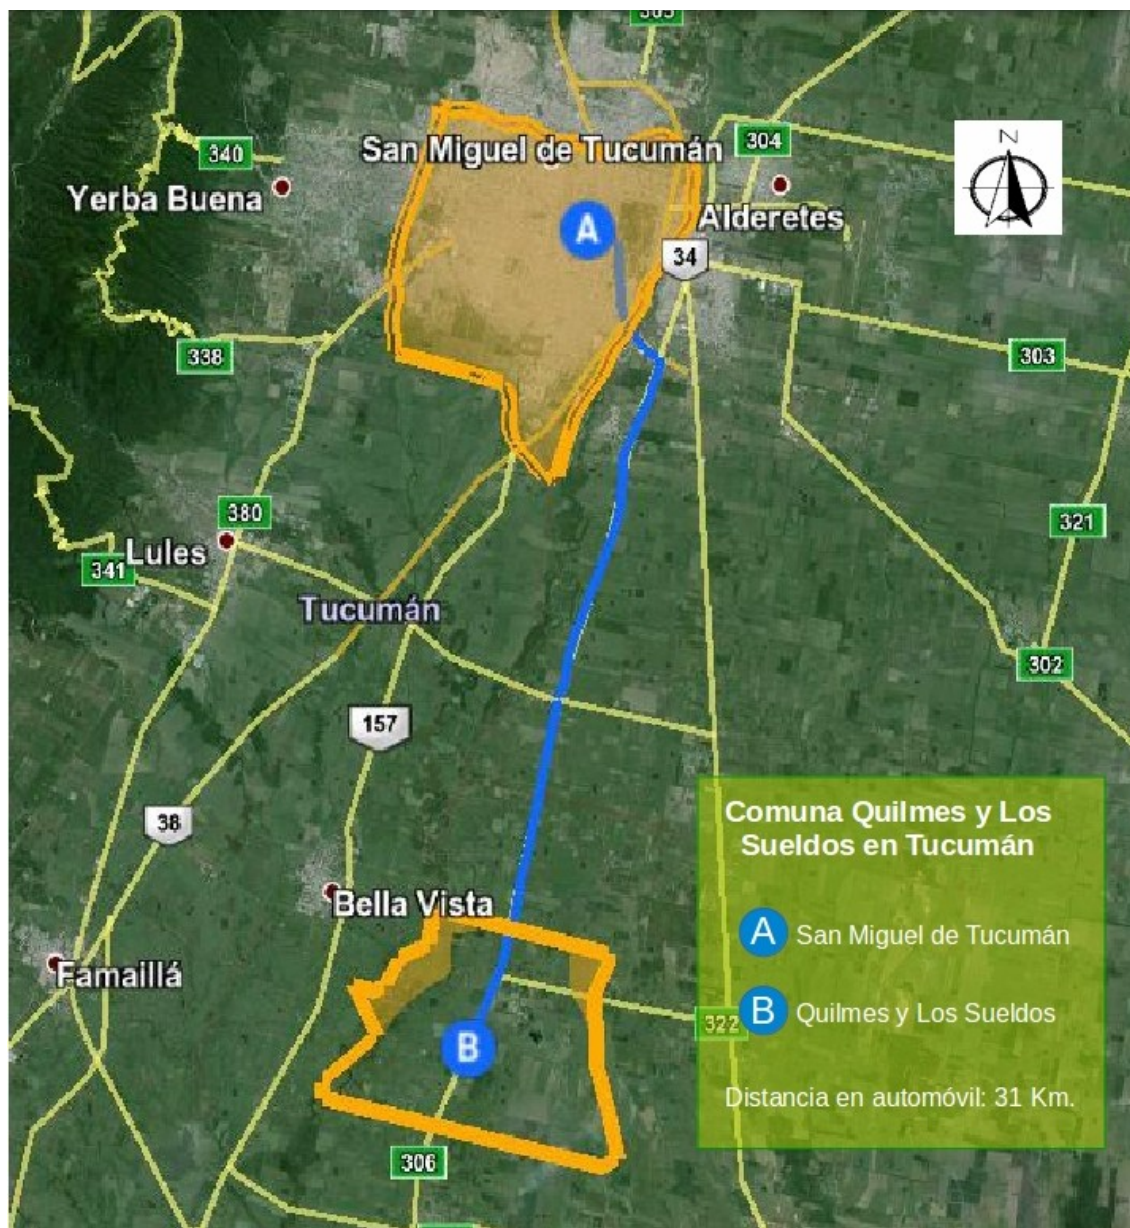 305
N
340
San Miguel de Tucumán
304
Yerba Buena
A
Alderetes
34
338
303
380
321
Lules
341
Tucumán
302
157
38
Comuna Quilmes y Los
Sueldos en Tucumán
Bella Vista
A San Miguel de Tucumán
Famaillá
322
B Quilmes y Los Sueldos
B
Distancia en automóvil: 31 Km.
306